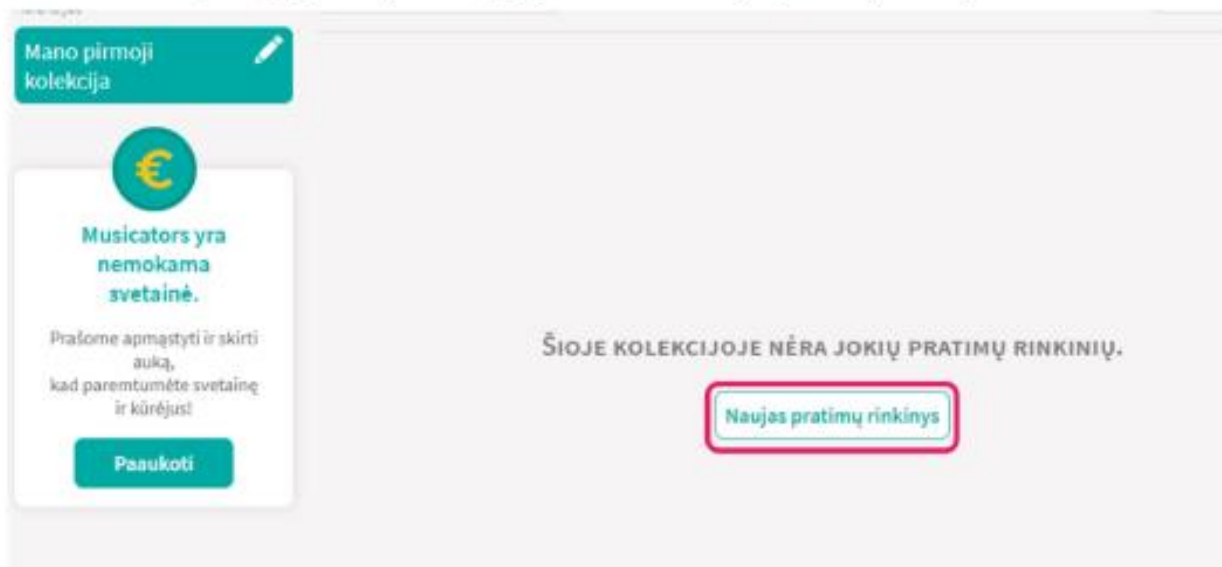 Mano pirmoji
kolekcija
€
Musicators yra
nemokama
svetainė.
Prašome apmąstyti ir skirti
auką,
kad paremtumėte svetainę
ir kūrėjus!
Paaukoti
Šioje kolekcijoje nėra jokių pratimų rinkinių.
Naujas pratimų rinkinys